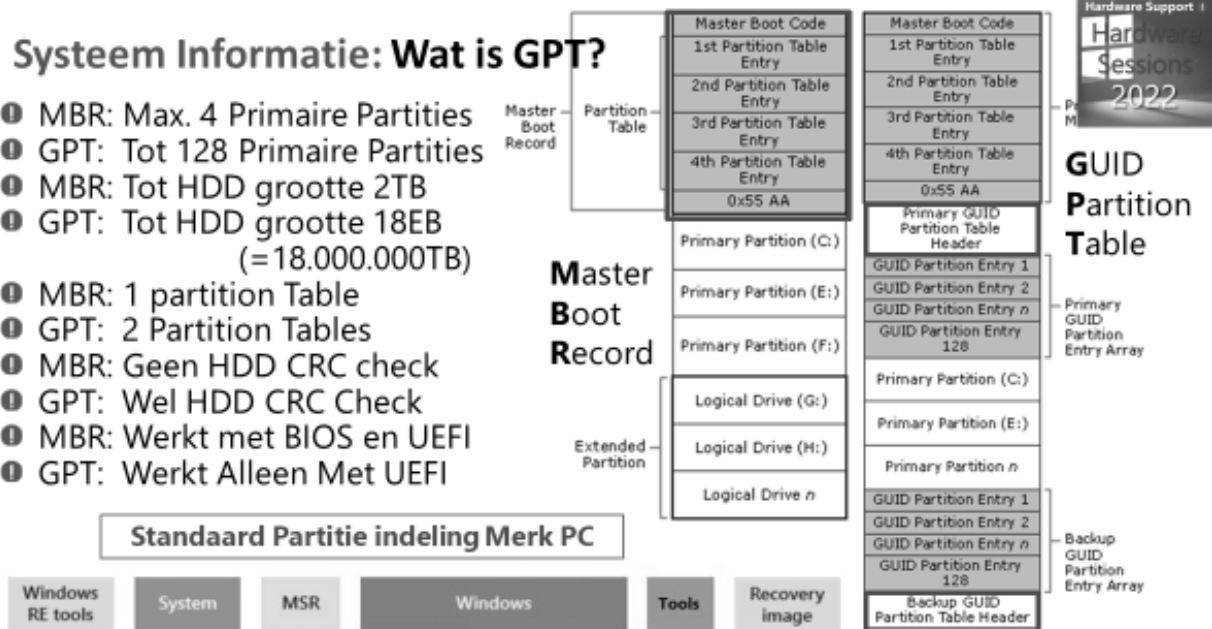 Hardware Support
Hardware
Sessions
2022
Systeem Informatie: Wat is GPT?
MBR: Max. 4 Primaire Partities
GPT: Tot 128 Primaire Partities
MBR: Tot HDD grootte 2TB
GPT: Tot HDD grootte 18EB
(=18.000.000TB)
MBR: 1 partition Table
GPT: 2 Partition Tables
MBR: Geen HDD CRC check
GPT: Wel HDD CRC Check
MBR: Werkt met BIOS en UEFI
GPT: Werkt Alleen Met UEFI
Master
Boot
Record
Partition
Table
Master Boot Code
1st Partition Table
Entry
2nd Partition Table
Entry
3rd Partition Table
Entry
4th Partition Table
Entry
0x55 AA
Primary Partition (C:)
Primary Partition (E:)
Primary Partition (F:)
Logical Drive (G:)
Logical Drive (H:)
Logical Drive n
Extended
Partition
Master
Boot
Record
Master Boot Code
1st Partition Table
Entry
2nd Partition Table
Entry
3rd Partition Table
Entry
4th Partition Table
Entry
0x55 AA
Primary GUID
Partition Table
Header
GUID Partition Entry 1
GUID Partition Entry 2
GUID Partition Entry n
GUID Partition Entry
128
Primary Partition (C:)
Primary Partition (E:)
Primary Partition n
GUID Partition Entry 1
GUID Partition Entry 2
GUID Partition Entry n
GUID Partition Entry
128
Backup GUID
Partition Table Header
GUID
Partition
Table
Primary
GUID
Partition
Entry Array
Backup
GUID
Partition
Entry Array
Standaard Partitie indeling Merk PC
Windows
RE tools
System
MSR
Windows
Tools
Recovery
image